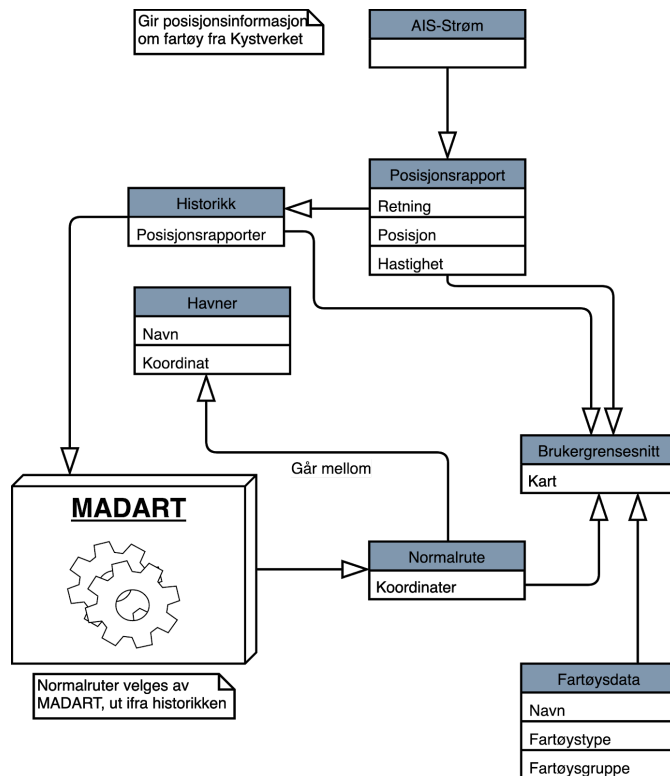 Gir posisjonsinformasjon
om fartøy fra Kystverket
AIS-Strøm
Posisjonsrapport
Retning
Posisjon
Hastighet
Historikk
Posisjonsrapporter
Havner
Navn
Koordinat
Går mellom
Brukergrensesnitt
Kart
MADART
Normalrute
Koordinater
Normalruter velges av
MADART, ut ifra historikken
Fartøysdata
Navn
Fartøystype
Fartøysgruppe